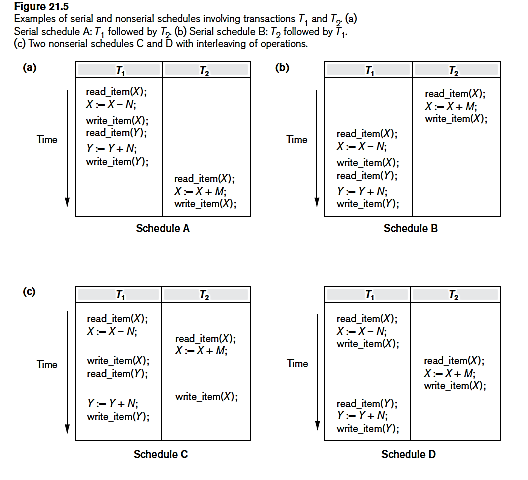 Figure 21.5
Examples of serial and nonserial schedules involving transactions T₁ and T₂. (a)
Serial schedule A: T₁ followed by T₂. (b) Serial schedule B: T₂ followed by T₁.
(c) Two nonserial schedules C and D with interleaving of operations.
(a)
T₁ T₂
Time
read_item(X);
X := X – N;
write_item(X);
read_item(Y);
Y := Y + N;
write_item(Y);
read_item(X);
X := X + M;
write_item(X);
Schedule A
(b)
T₁ T₂
Time
read_item(X);
X := X + M;
write_item(X);
read_item(X);
X := X – N;
write_item(X);
read_item(Y);
Y := Y + N;
write_item(Y);
Schedule B
(c)
T₁ T₂
Time
read_item(X);
X := X – N;
read_item(X);
X := X + M;
write_item(X);
read_item(Y);
write_item(X);
Y := Y + N;
write_item(Y);
Schedule C
T₁ T₂
Time
read_item(X);
X := X – N;
write_item(X);
read_item(X);
X := X + M;
write_item(X);
read_item(Y);
Y := Y + N;
write_item(Y);
Schedule D